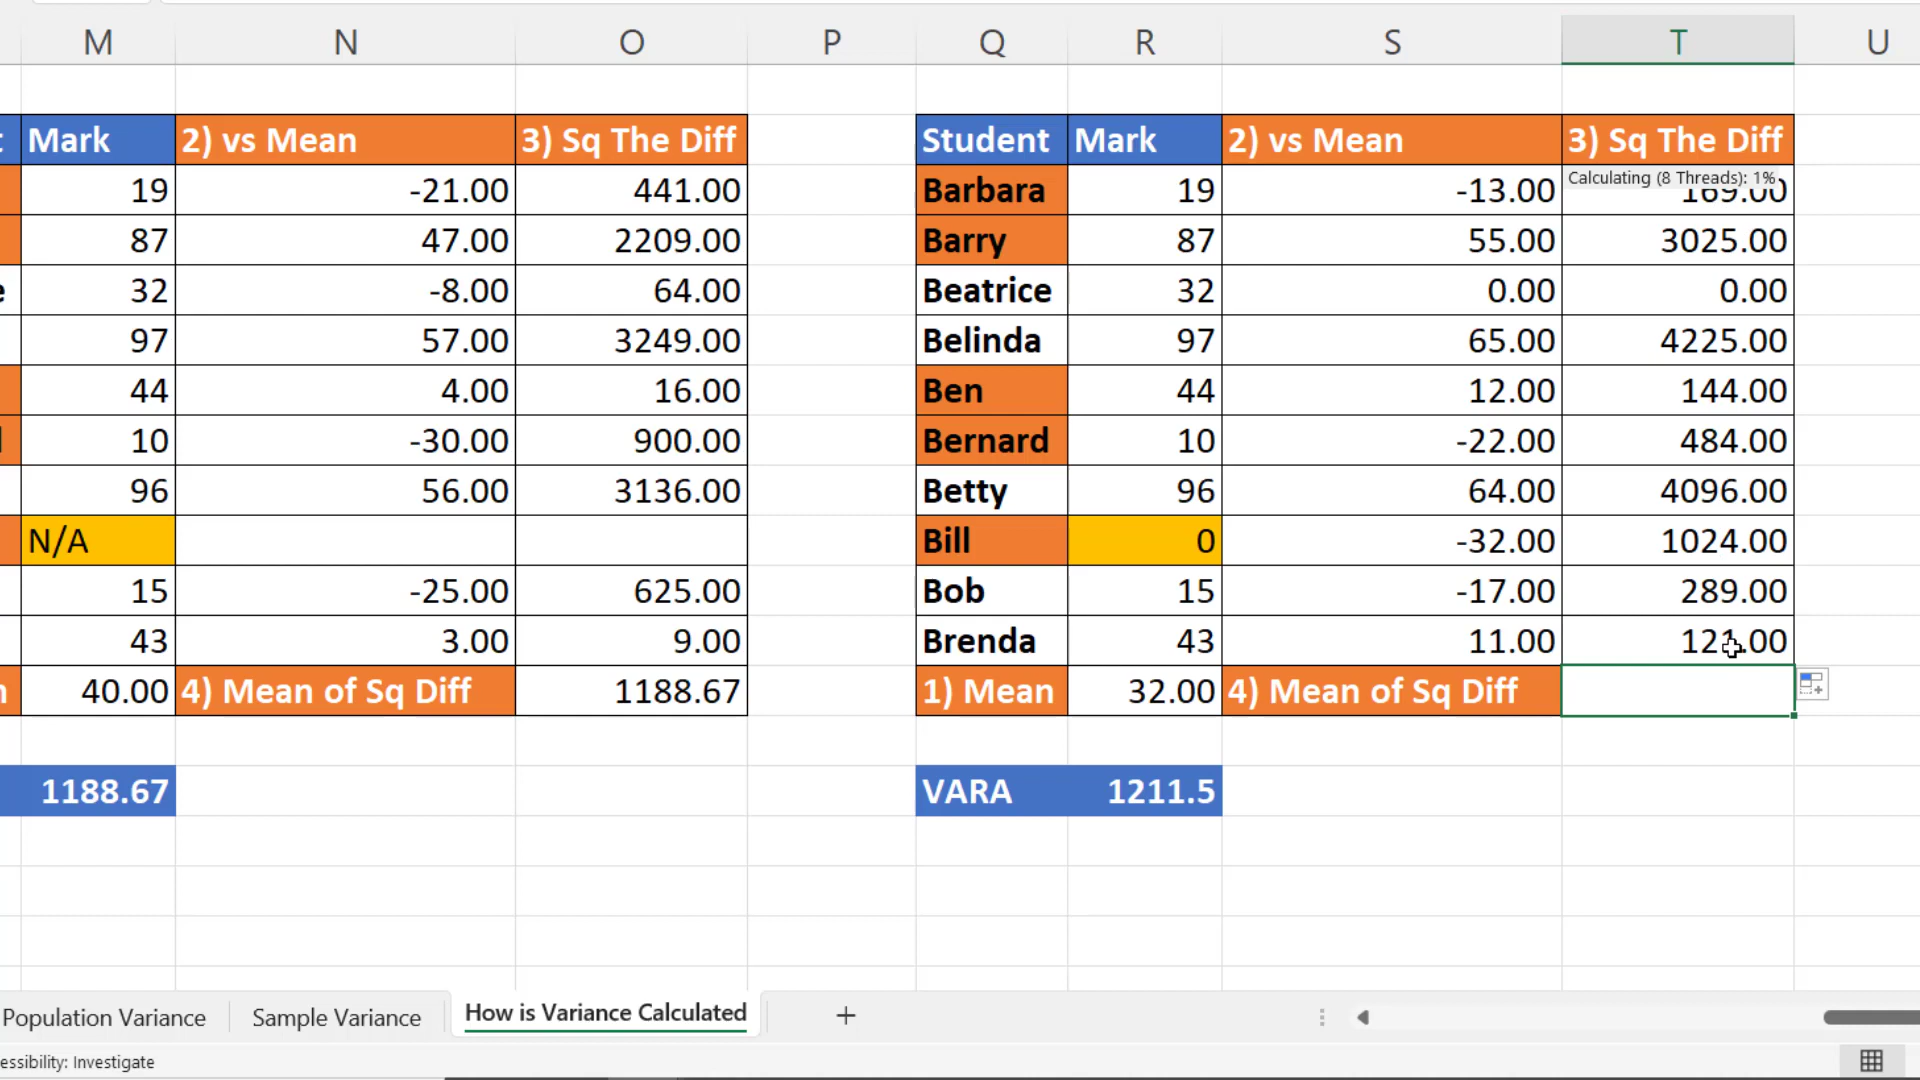 M N O P Q R S T U
Mark 2) vs Mean 3) Sq The Diff Student Mark 2) vs Mean 3) Sq The Diff
Calculating (8 Threads): 1%
19 -21.00 441.00 Barbara 19 -13.00 169.00
87 47.00 2209.00 Barry 87 55.00 3025.00
e 32 -8.00 64.00 Beatrice 32 0.00 0.00
97 57.00 3249.00 Belinda 97 65.00 4225.00
44 4.00 16.00 Ben 44 12.00 144.00
10 -30.00 900.00 Bernard 10 -22.00 484.00
96 56.00 3136.00 Betty 96 64.00 4096.00
N/A Bill 0 -32.00 1024.00
15 -25.00 625.00 Bob 15 -17.00 289.00
43 3.00 9.00 Brenda 43 11.00 121.00
n 40.00 4) Mean of Sq Diff 1188.67 1) Mean 32.00 4) Mean of Sq Diff
1188.67 VARA 1211.5
Population Variance Sample Variance How is Variance Calculated +
essibility: Investigate